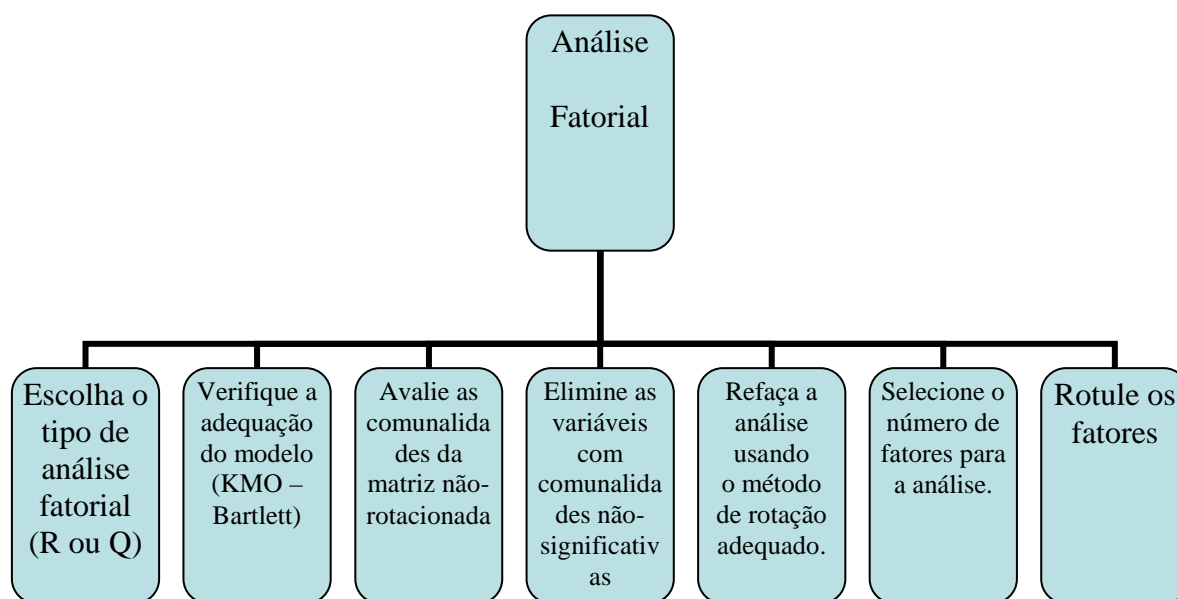 Análise
Fatorial
Escolha o
tipo de
análise
fatorial
(R ou Q)
Verifique a
adequação
do modelo
(KMO –
Bartlett)
Avalie as
comunalida
des da
matriz não-
rotacionada
Elimine as
variáveis
com
comunalida
des não-
significativ
as
Refaça a
análise
usando
o método
de rotação
adequado.
Selecione o
número de
fatores para
a análise.
Rotule os
fatores